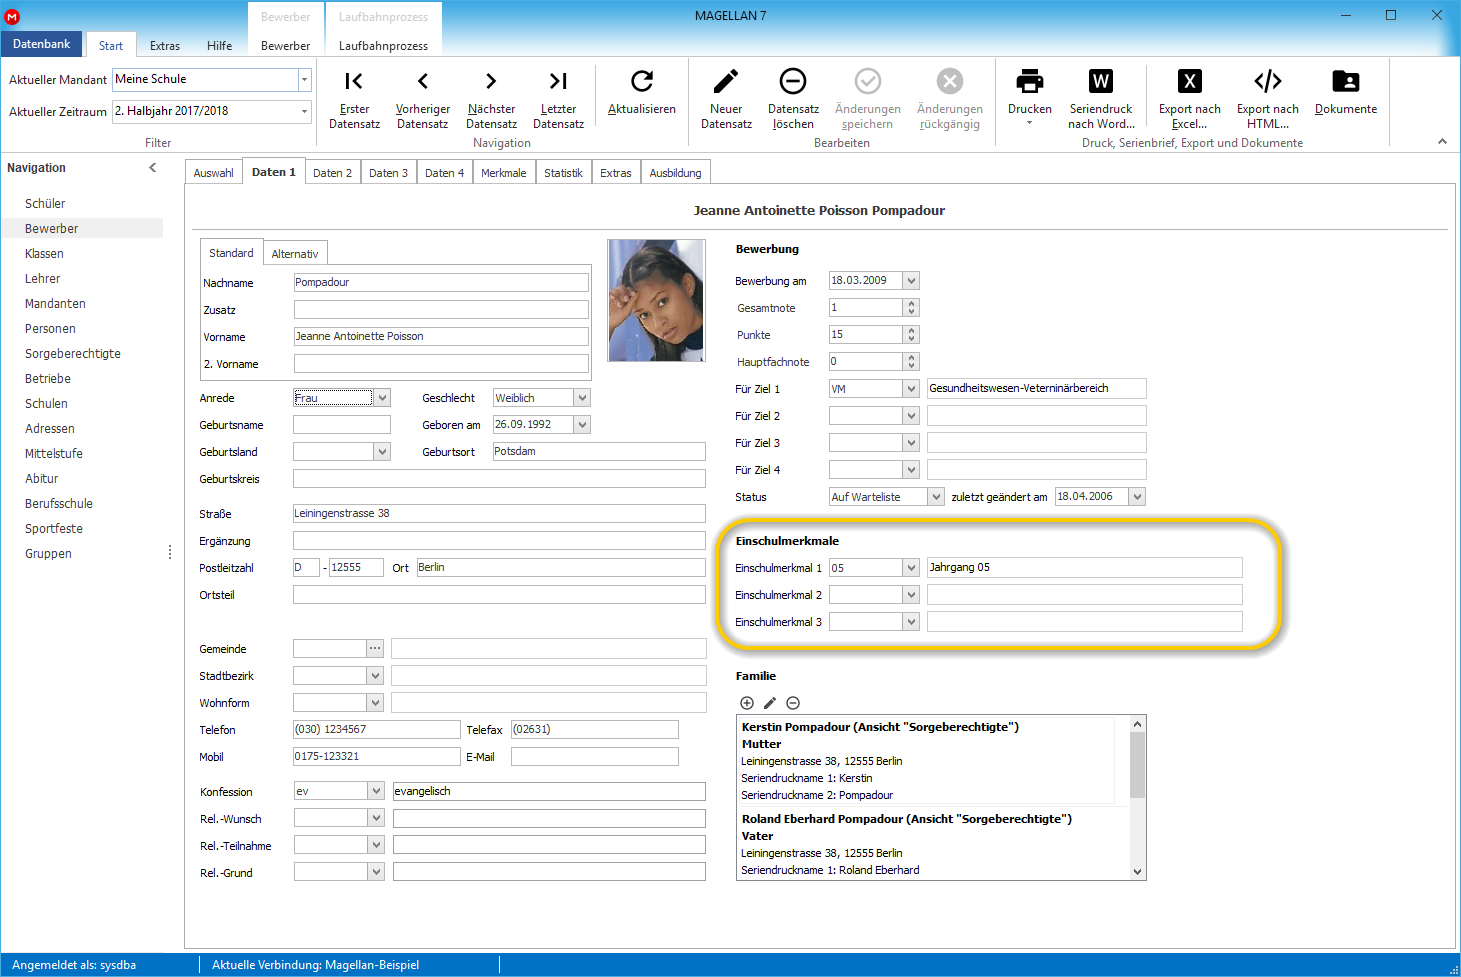 M
MAGELLAN 7
Bewerber
Laufbahnprozess
Datenbank
Start
Extras
Hilfe
Bewerber
Laufbahnprozess
Aktueller Mandant Meine Schule
Aktueller Zeitraum 2. Halbjahr 2017/2018
Filter
Erster Datensatz
Vorheriger Datensatz
Nächster Datensatz
Letzter Datensatz
Aktualisieren
Navigation
Neuer Datensatz
Datensatz löschen
Änderungen speichern
Änderungen rückgängig
Bearbeiten
Drucken
W
Seriendruck nach Word...
X
Export nach Excel...
Export nach HTML...
Dokumente
Druck, Serienbrief, Export und Dokumente
Navigation
Schüler
Bewerber
Klassen
Lehrer
Mandanten
Personen
Sorgeberechtigte
Betriebe
Schulen
Adressen
Mittelstufe
Abitur
Berufsschule
Sportfeste
Gruppen
Auswahl
Daten 1
Daten 2
Daten 3
Daten 4
Merkmale
Statistik
Extras
Ausbildung
Jeanne Antoinette Poisson Pompadour
Standard
Alternativ
Nachname Pompadour
Zusatz
Vorname Jeanne Antoinette Poisson
2. Vorname
Anrede Frau Geschlecht Weiblich
Geburtsname Geboren am 26.09.1992
Geburtsland Geburtsort Potsdam
Geburtskreis
Straße Leiningenstrasse 38
Ergänzung
Postleitzahl D - 12555 Ort Berlin
Ortsteil
Gemeinde
Stadtbezirk
Wohnform
Telefon (030) 1234567 Telefax (02631)
Mobil 0175-123321 E-Mail
Konfession ev evangelisch
Rel.-Wunsch
Rel.-Teilnahme
Rel.-Grund
Bewerbung
Bewerbung am 18.03.2009
Gesamtnote 1
Punkte 15
Hauptfachnote 0
Für Ziel 1 VM Gesundheitswesen-Veterninärbereich
Für Ziel 2
Für Ziel 3
Für Ziel 4
Status Auf Warteliste zuletzt geändert am 18.04.2006
Einschulmerkmale
Einschulmerkmal 1 05 Jahrgang 05
Einschulmerkmal 2
Einschulmerkmal 3
Familie
Kerstin Pompadour (Ansicht "Sorgeberechtigte")
Mutter
Leiningenstrasse 38, 12555 Berlin
Seriendruckname 1: Kerstin
Seriendruckname 2: Pompadour
Roland Eberhard Pompadour (Ansicht "Sorgeberechtigte")
Vater
Leiningenstrasse 38, 12555 Berlin
Seriendruckname 1: Roland Eberhard
Angemeldet als: sysdba
Aktuelle Verbindung: Magellan-Beispiel